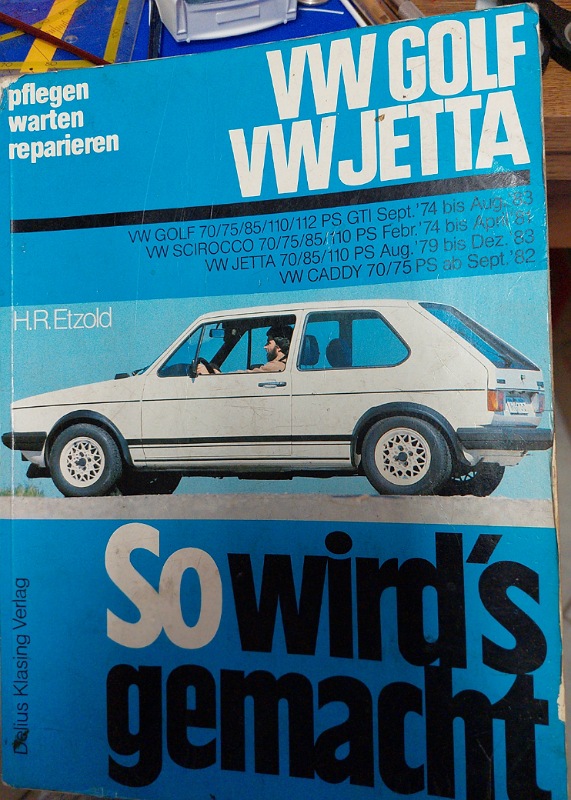 pflegen
warten
reparieren
VW GOLF
VW JETTA
VW GOLF 70/75/85/110/112 PS GTI Sept.'74 bis Aug.'83
VW SCIROCCO 70/75/85/110 PS Febr.'74 bis April'81
VW JETTA 70/85/110 PS Aug.'79 bis Dez.'83
VW CADDY 70/75 PS ab Sept.'82
H.R.Etzold
So wird's
gemacht
Delius Klasing Verlag